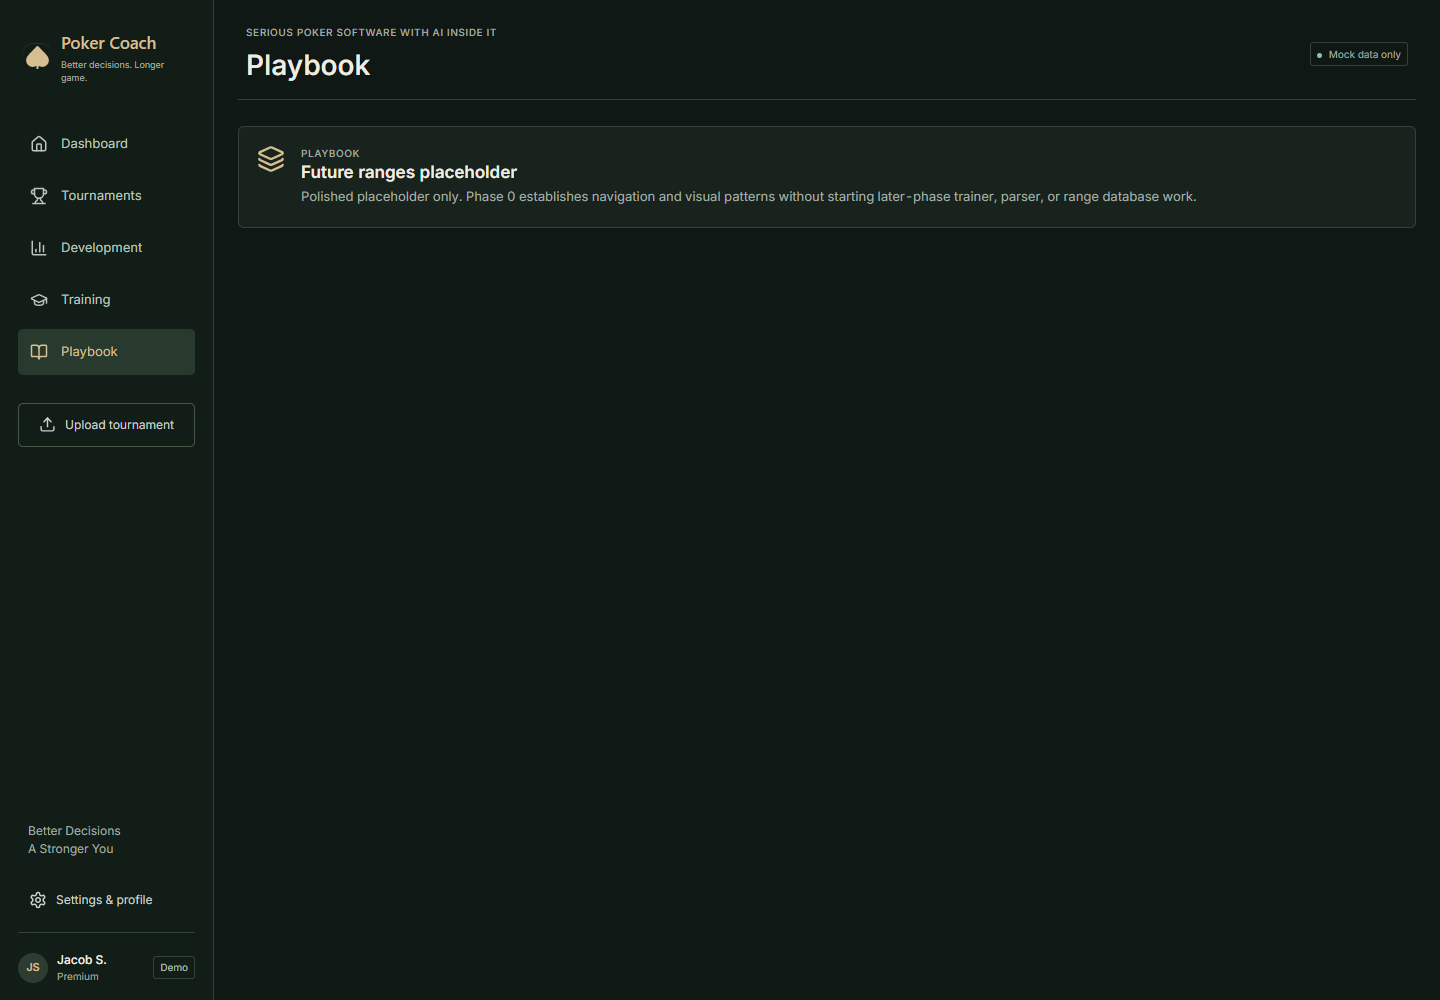 Poker Coach
Better decisions. Longer
game.
Dashboard
Tournaments
Development
Training
Playbook
Upload tournament
Better Decisions
A Stronger You
Settings & profile
JS
Jacob S.
Premium
Demo
SERIOUS POKER SOFTWARE WITH AI INSIDE IT
Playbook
Mock data only
PLAYBOOK
Future ranges placeholder
Polished placeholder only. Phase 0 establishes navigation and visual patterns without starting later-phase trainer, parser, or range database work.